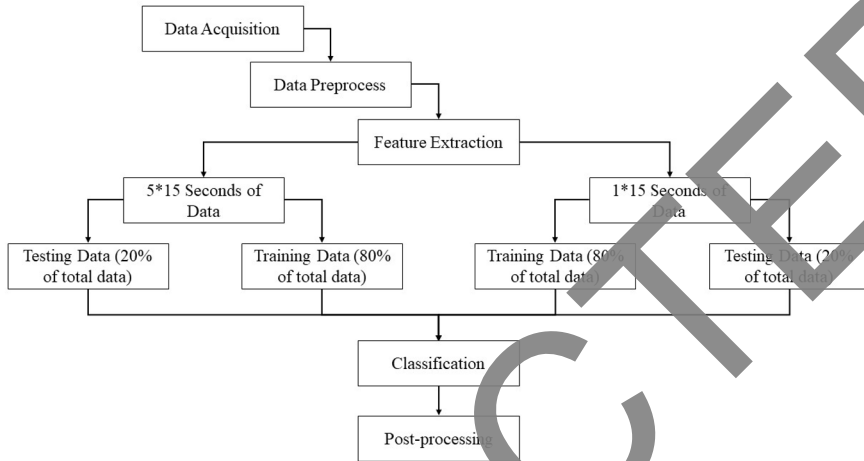 Data Acquisition
Data Preprocess
Feature Extraction
5*15 Seconds of
Data
1*15 Seconds of
Data
Testing Data (20%
of total data)
Training Data (80%
of total data)
Training Data (80%
of total data)
Testing Data (20%
of total data)
Classification
Post-processing
CTE